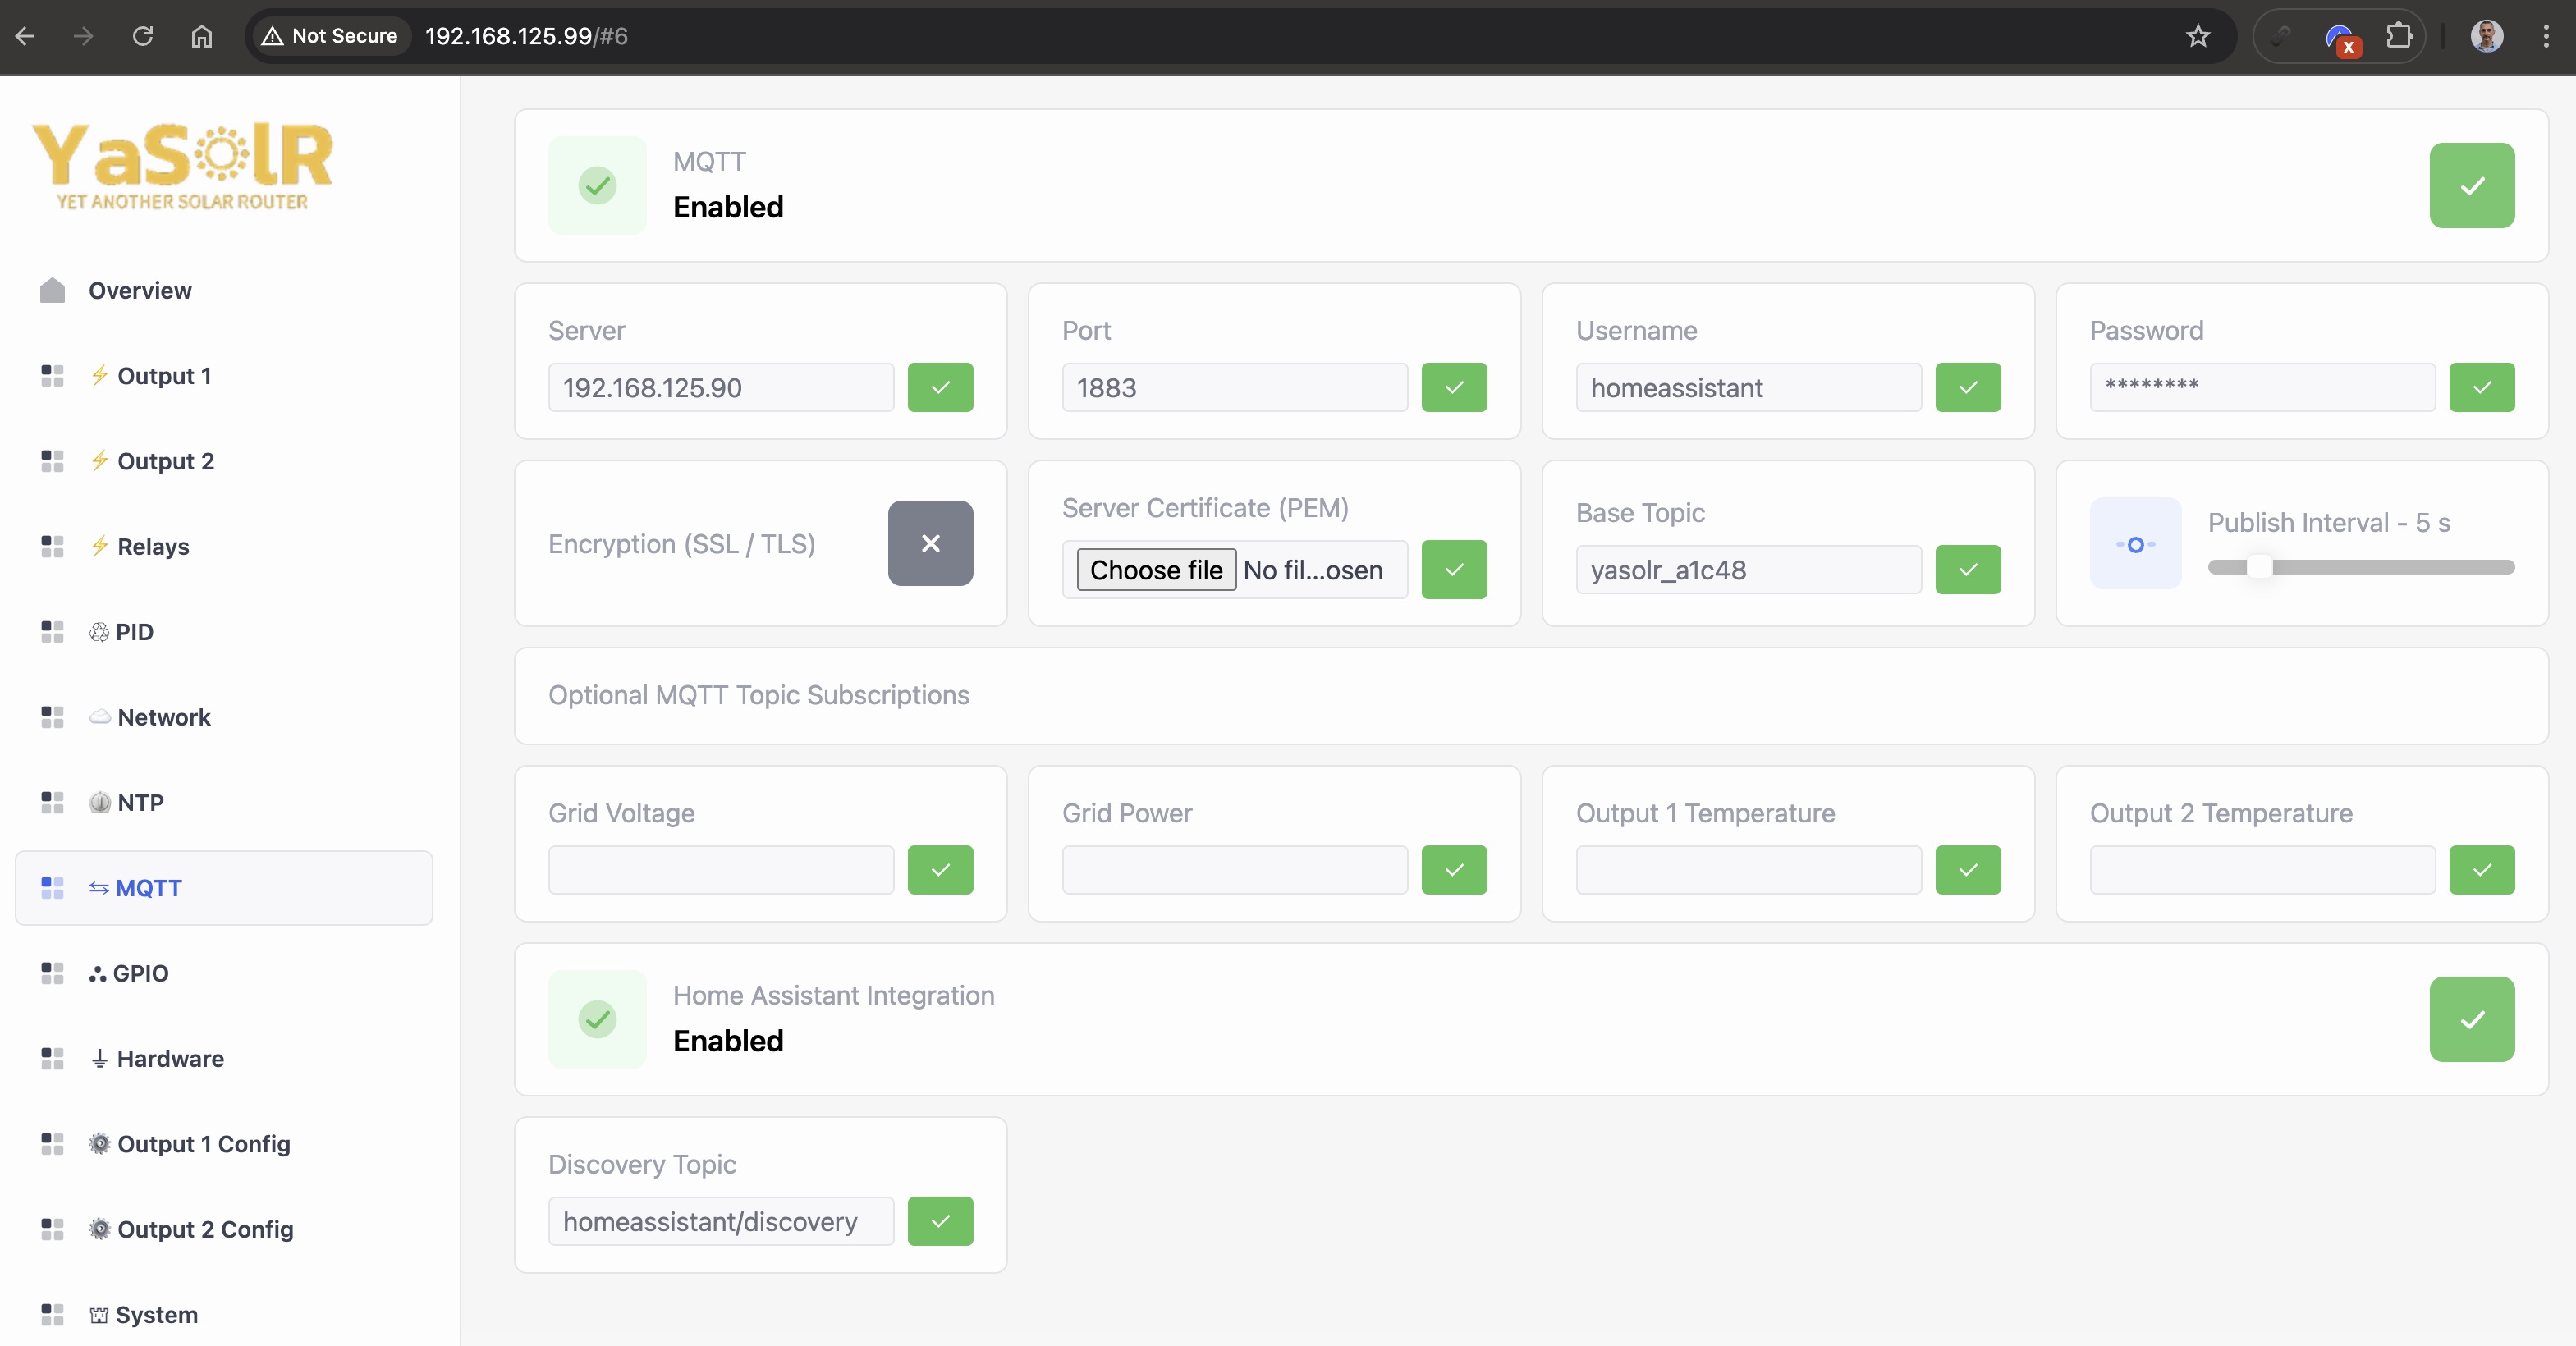 Not Secure
192.168.125.99/#6
X
YaSolR
YET ANOTHER SOLAR ROUTER
Overview
⚡ Output 1
⚡ Output 2
⚡ Relays
♲ PID
☁ Network
NTP
⇆ MQTT
⛬ GPIO
⏚ Hardware
⚙ Output 1 Config
⚙ Output 2 Config
⛫ System
MQTT
Enabled
Server
192.168.125.90
Port
1883
Username
homeassistant
Password
********
Encryption (SSL / TLS)
Server Certificate (PEM)
Choose file No fil...osen
Base Topic
yasolr_a1c48
Publish Interval - 5 s
Optional MQTT Topic Subscriptions
Grid Voltage
Grid Power
Output 1 Temperature
Output 2 Temperature
Home Assistant Integration
Enabled
Discovery Topic
homeassistant/discovery